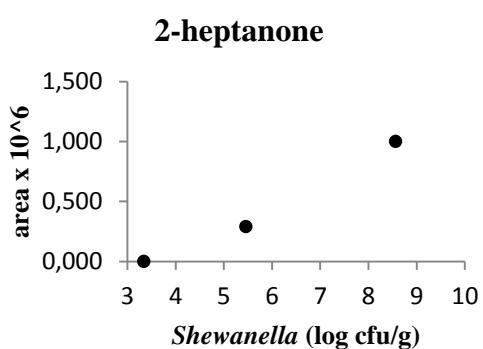 2-heptanone
area x 10^6
1,500
1,000
0,500
0,000
3 4 5 6 7 8 9 10
Shewanella (log cfu/g)